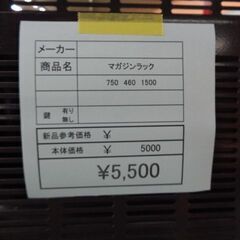 メーカー
商品名 マガジンラック
750 460 1500
鍵 有り 無し
新品参考価格 ¥
本体価格 ¥ 5000
¥5,500